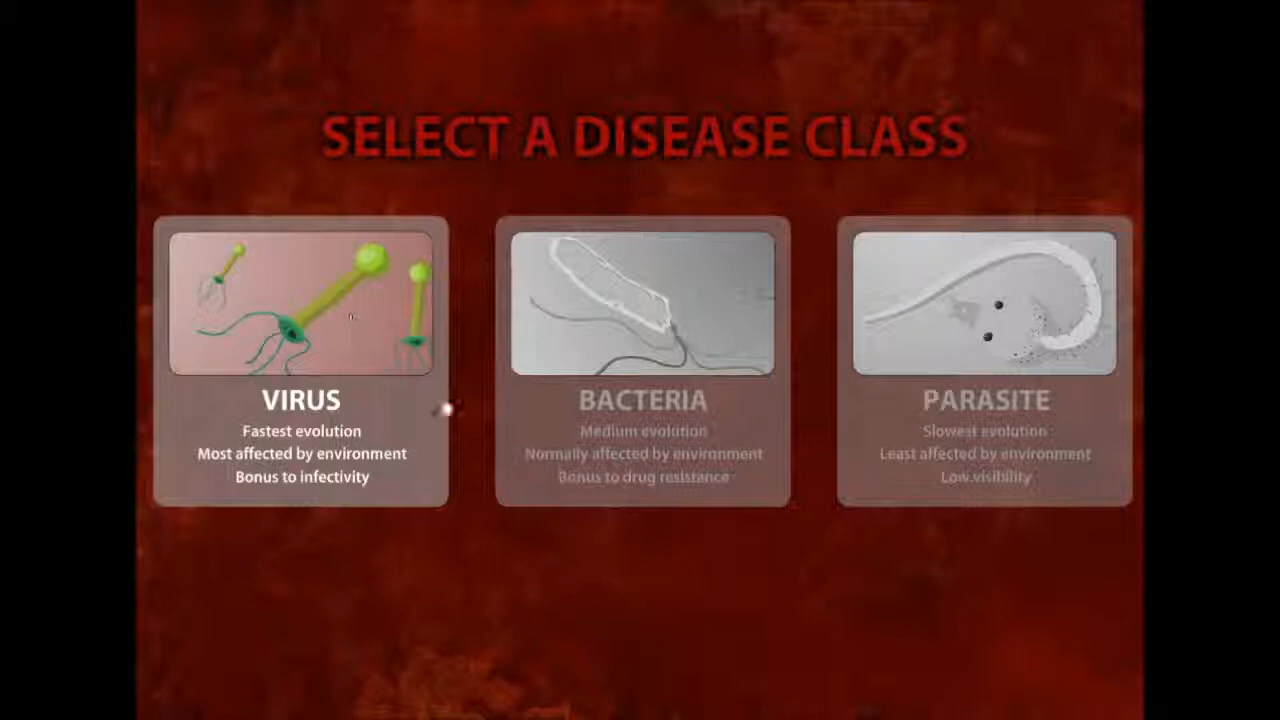 SELECT A DISEASE CLASS
VIRUS
Fastest evolution
Most affected by environment
Bonus to infectivity
BACTERIA
Medium evolution
Normally affected by environment
Bonus to drug resistance
PARASITE
Slowest evolution
Least affected by environment
Low visibility